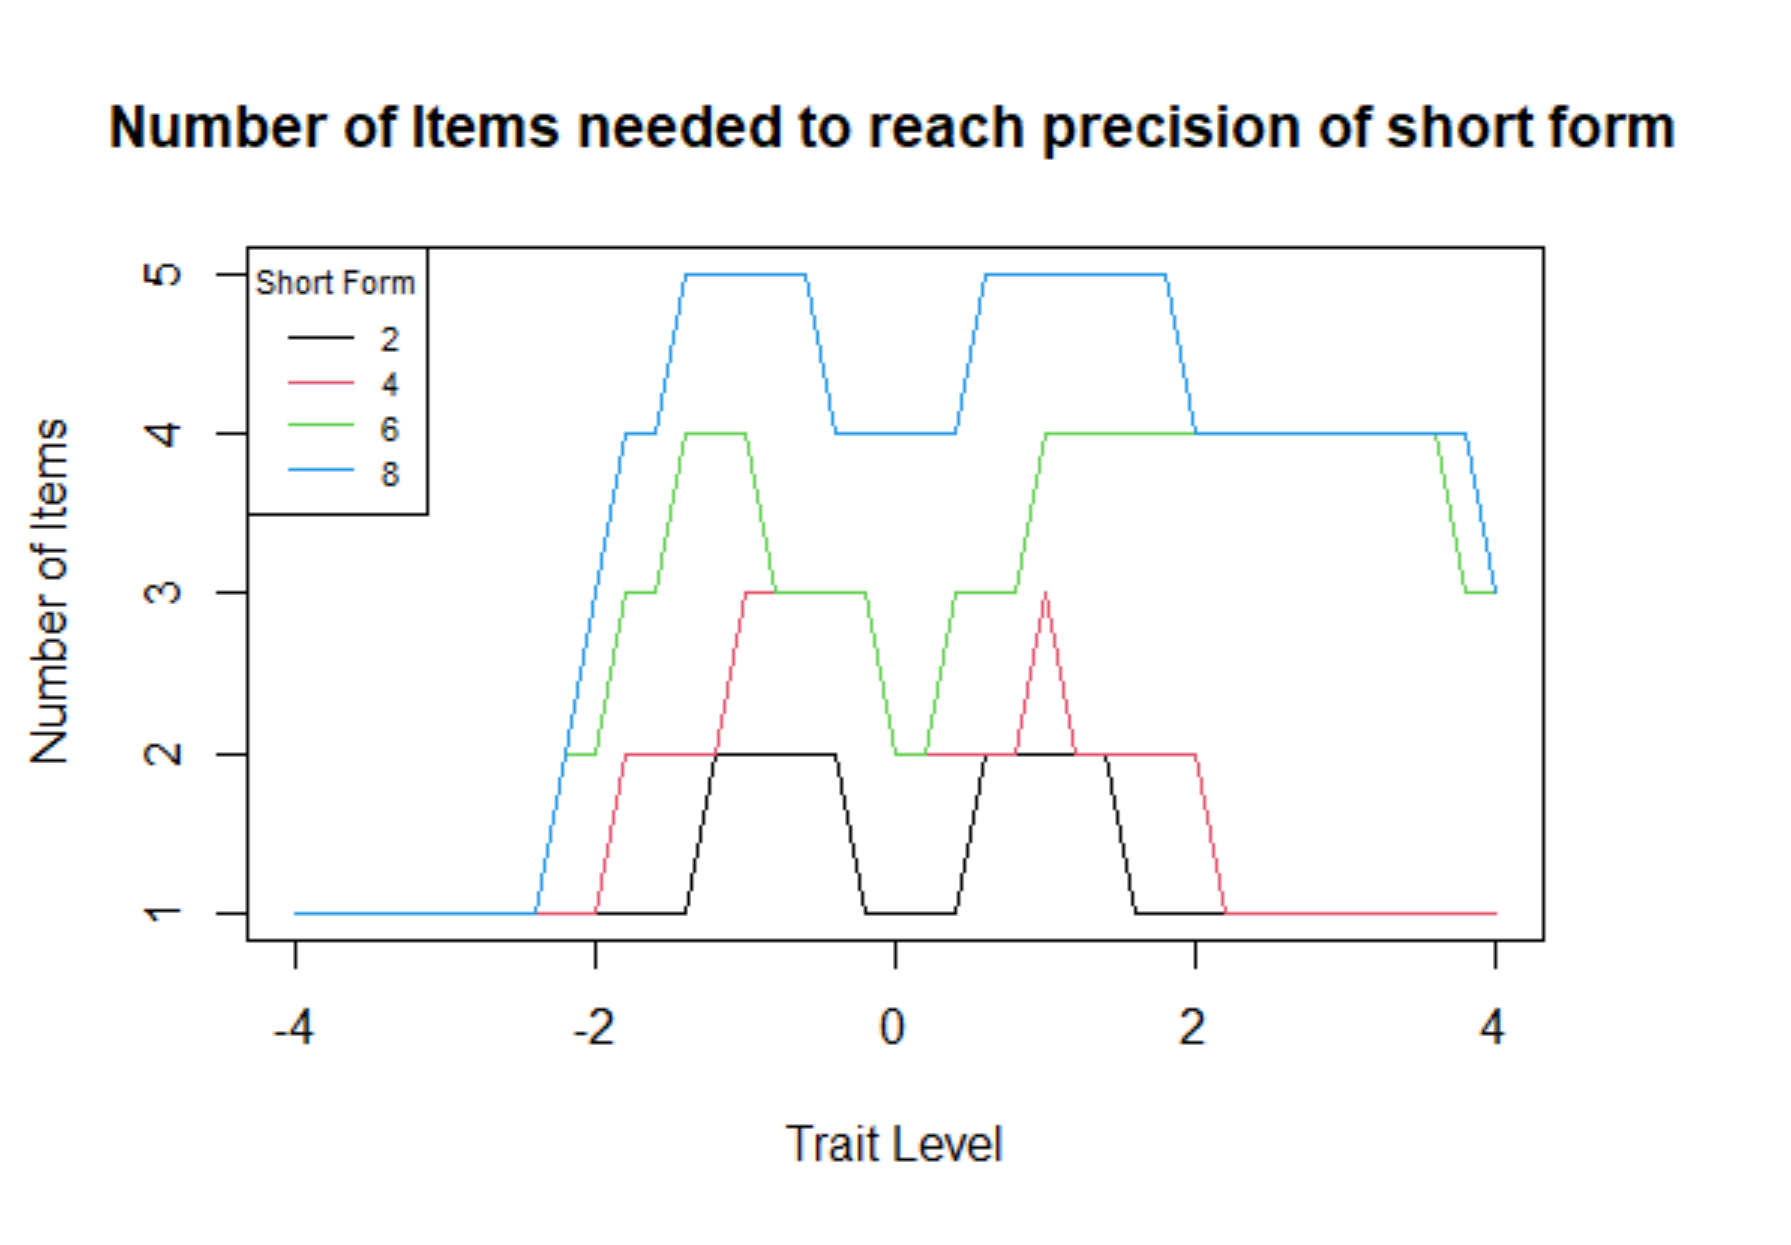 Number of Items needed to reach precision of short form
Short Form
2
4
6
8
Number of Items
5
4
3
2
1
-4 -2 0 2 4
Trait Level